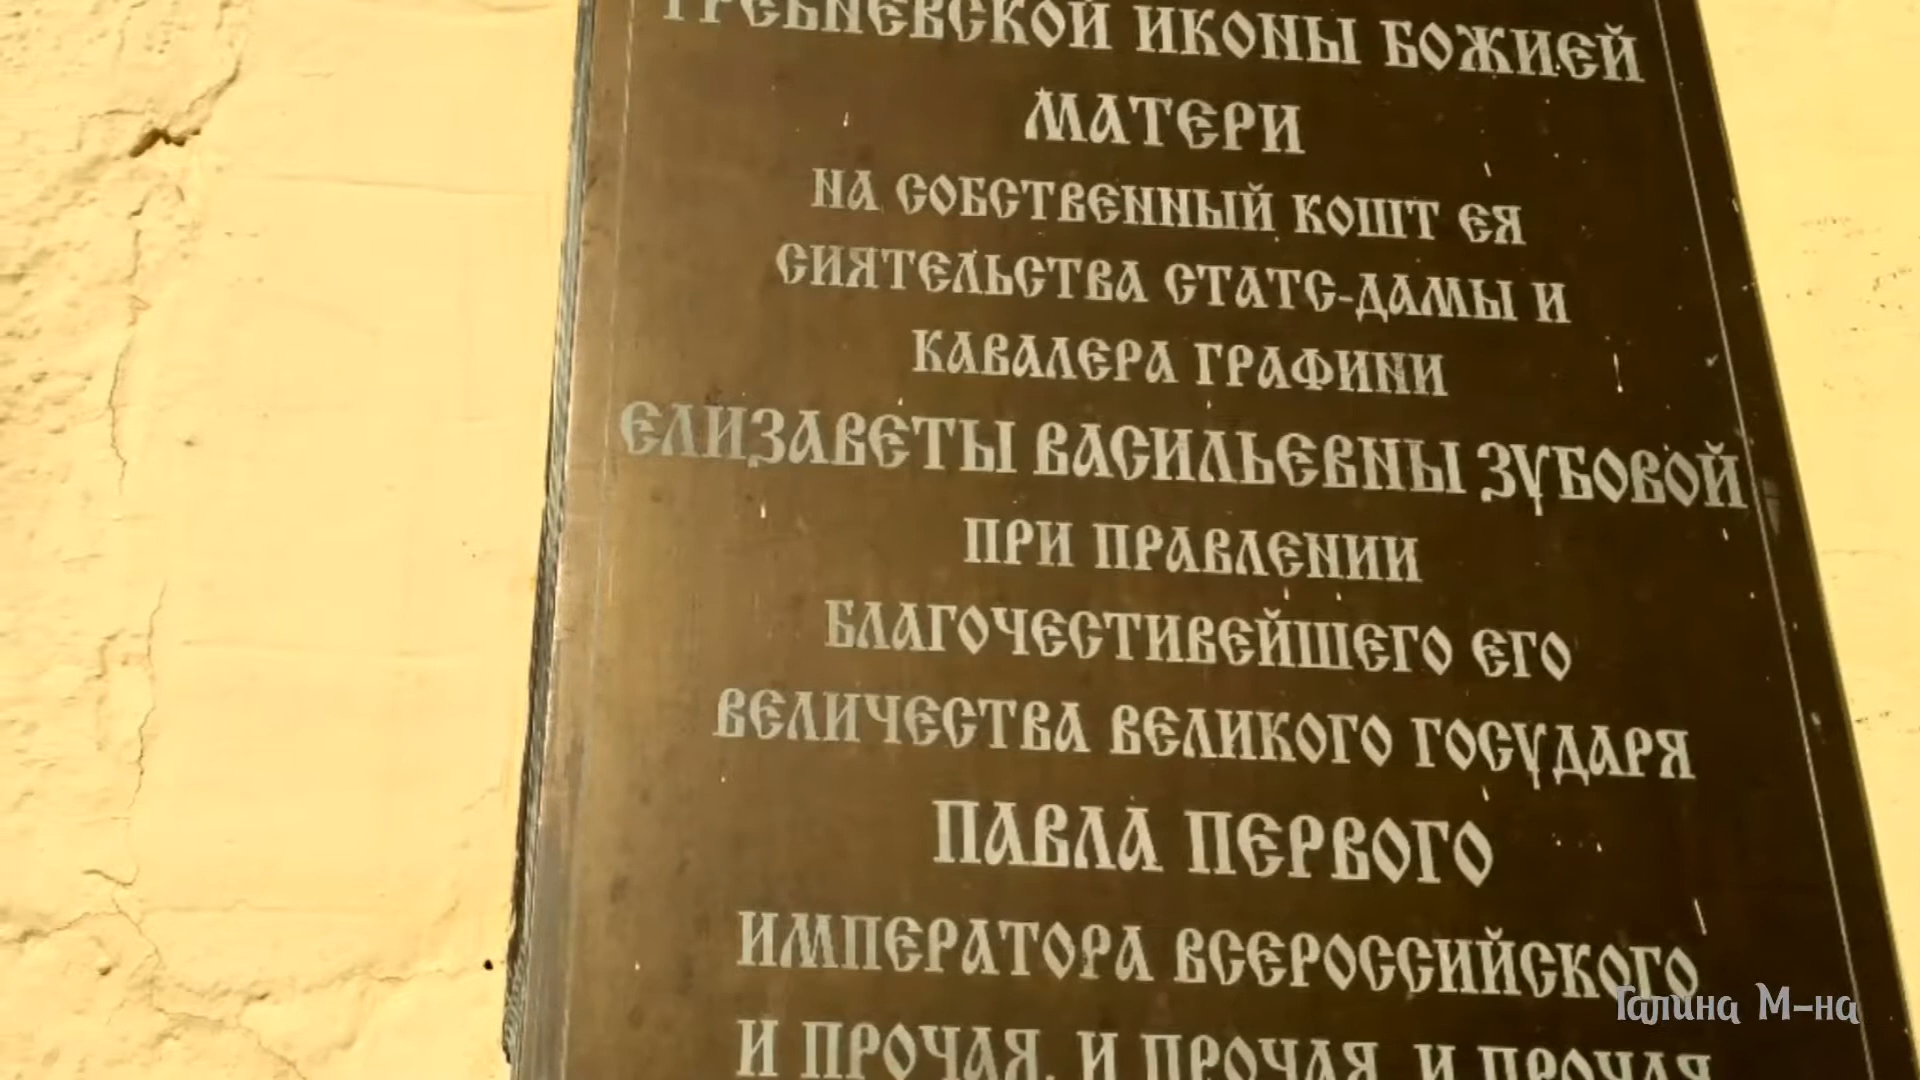 ГРЕБНЕВСКОЙ ИКОНЫ БОЖИЕЙ
МАТЕРИ
НА СОБСТВЕННЫЙ КОШТ ЕЯ
СИЯТЕЛЬСТВА СТАТС-ДАМЫ И
КАВАЛЕРА ГРАФИНИ
ЕЛИЗАВЕТЫ ВАСИЛЬЕВНЫ ЗУБОВОЙ
ПРИ ПРАВЛЕНИИ
БЛАГОЧЕСТИВЕЙШЕГО ЕГО
ВЕЛИЧЕСТВА ВЕЛИКОГО ГОСУДАРЯ
ПАВЛА ПЕРВОГО
ИМПЕРАТОРА ВСЕРОССИЙСКОГО
И ПРОЧАЯ, И ПРОЧАЯ, И ПРОЧАЯ
Галина М-на